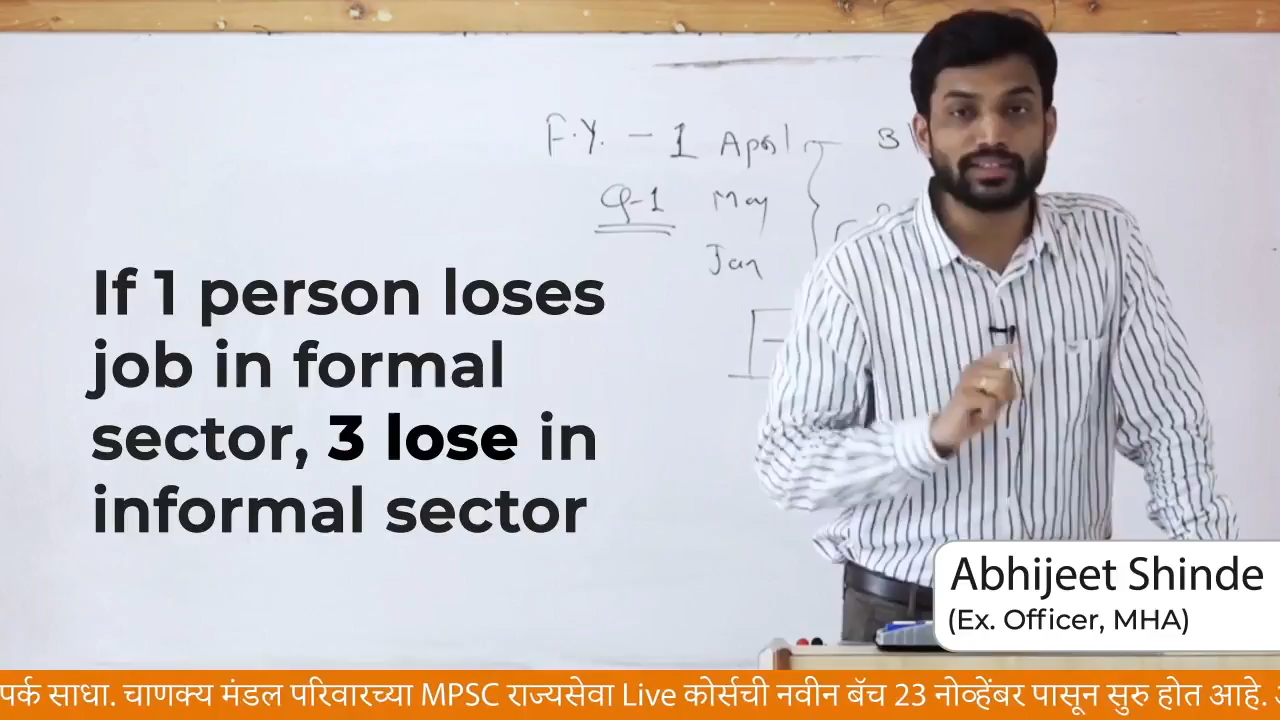 F.Y. - 1 April
Q-1 May
Jan
If 1 person loses
job in formal
sector, 3 lose in
informal sector
Abhijeet Shinde
(Ex. Officer, MHA)
पर्क साधा. चाणक्य मंडल परिवारच्या MPSC राज्यसेवा Live कोर्सची नवीन बॅच 23 नोव्हेंबर पासून सुरु होत आहे.